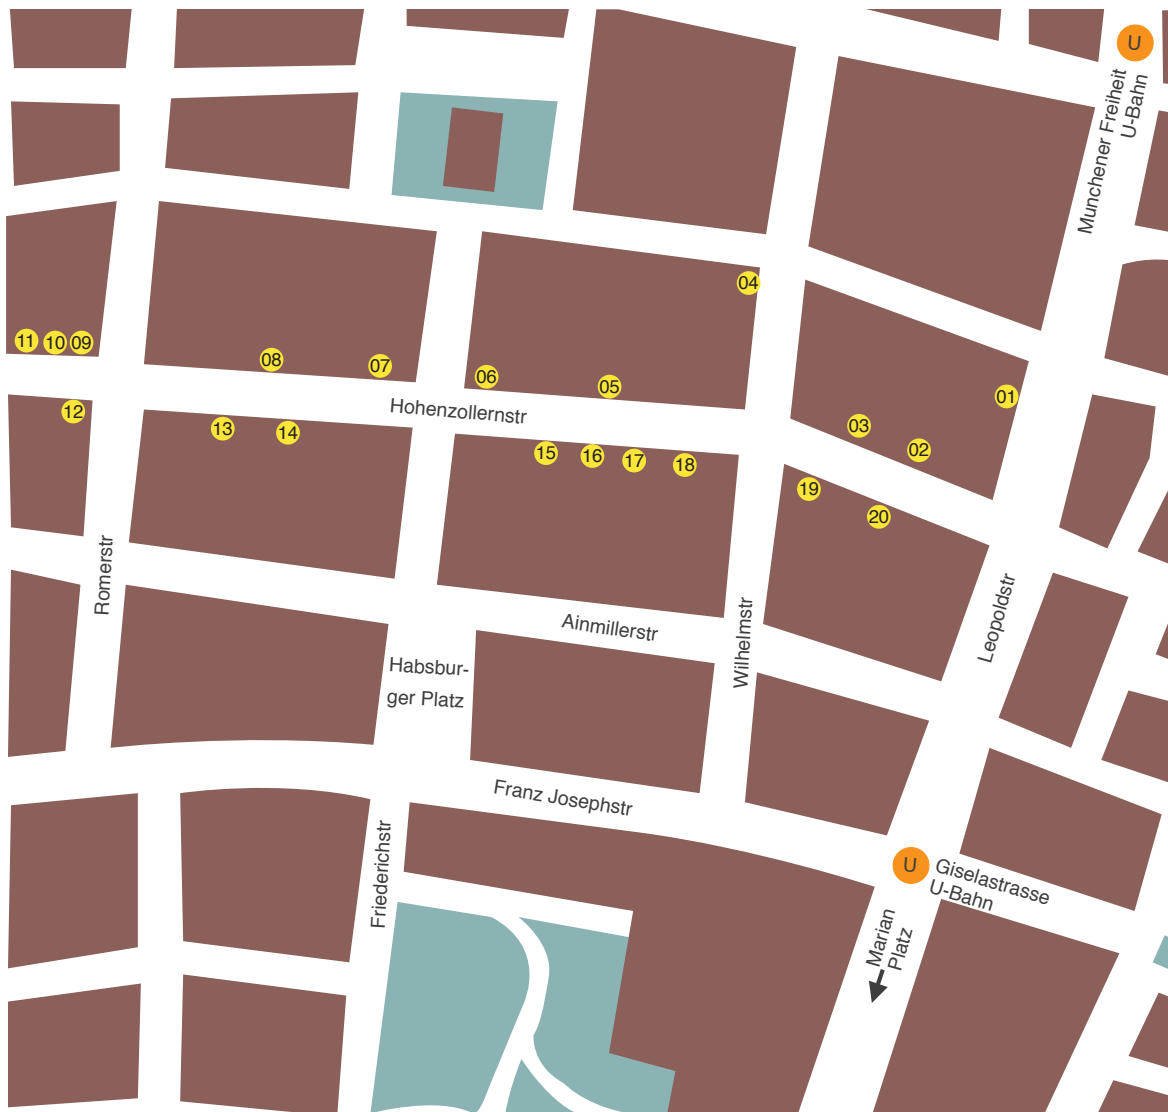 U
Munchener Freiheit
U-Bahn
04
11
10
09
08
07
06
05
01
03
02
12
Hohenzollernstr
13
14
15
16
17
18
19
20
Romerstr
Ainmillerstr
Wilhelmstr
Leopoldstr
Habsbur-
ger Platz
Franz Josephstr
Friederichstr
U
Giselastrasse
U-Bahn
Marian
Platz